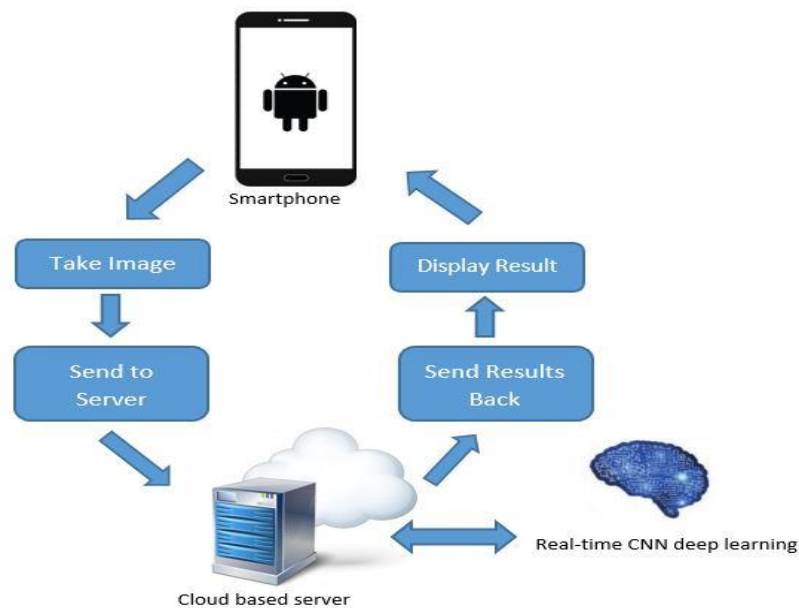 Smartphone
Take Image
Display Result
Send to
Server
Send Results
Back
Real-time CNN deep learning
Cloud based server